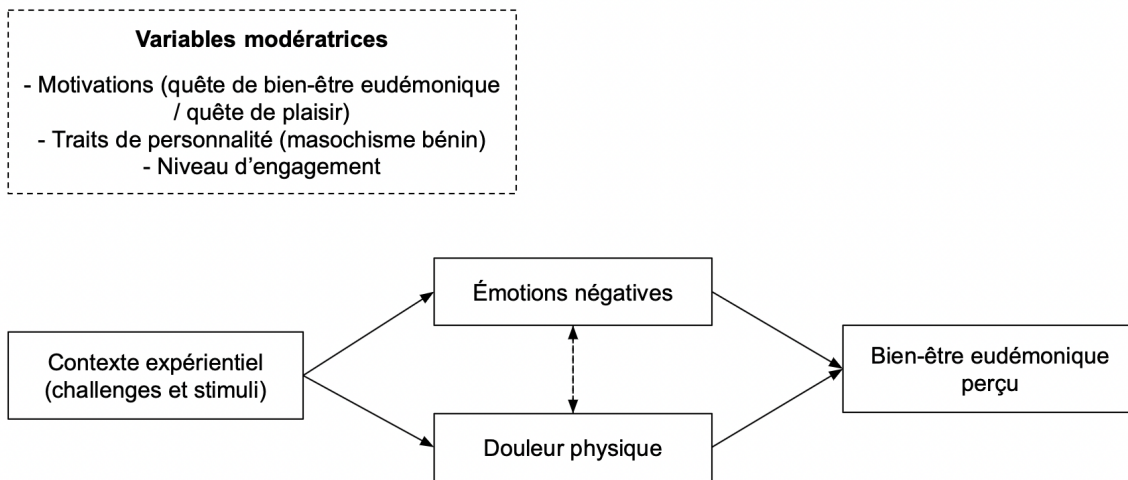 Variables modératrices
- Motivations (quête de bien-être eudémonique
/ quête de plaisir)
- Traits de personnalité (masochisme bénin)
- Niveau d’engagement
Émotions négatives
Contexte expérientiel
(challenges et stimuli)
Bien-être eudémonique
perçu
Douleur physique